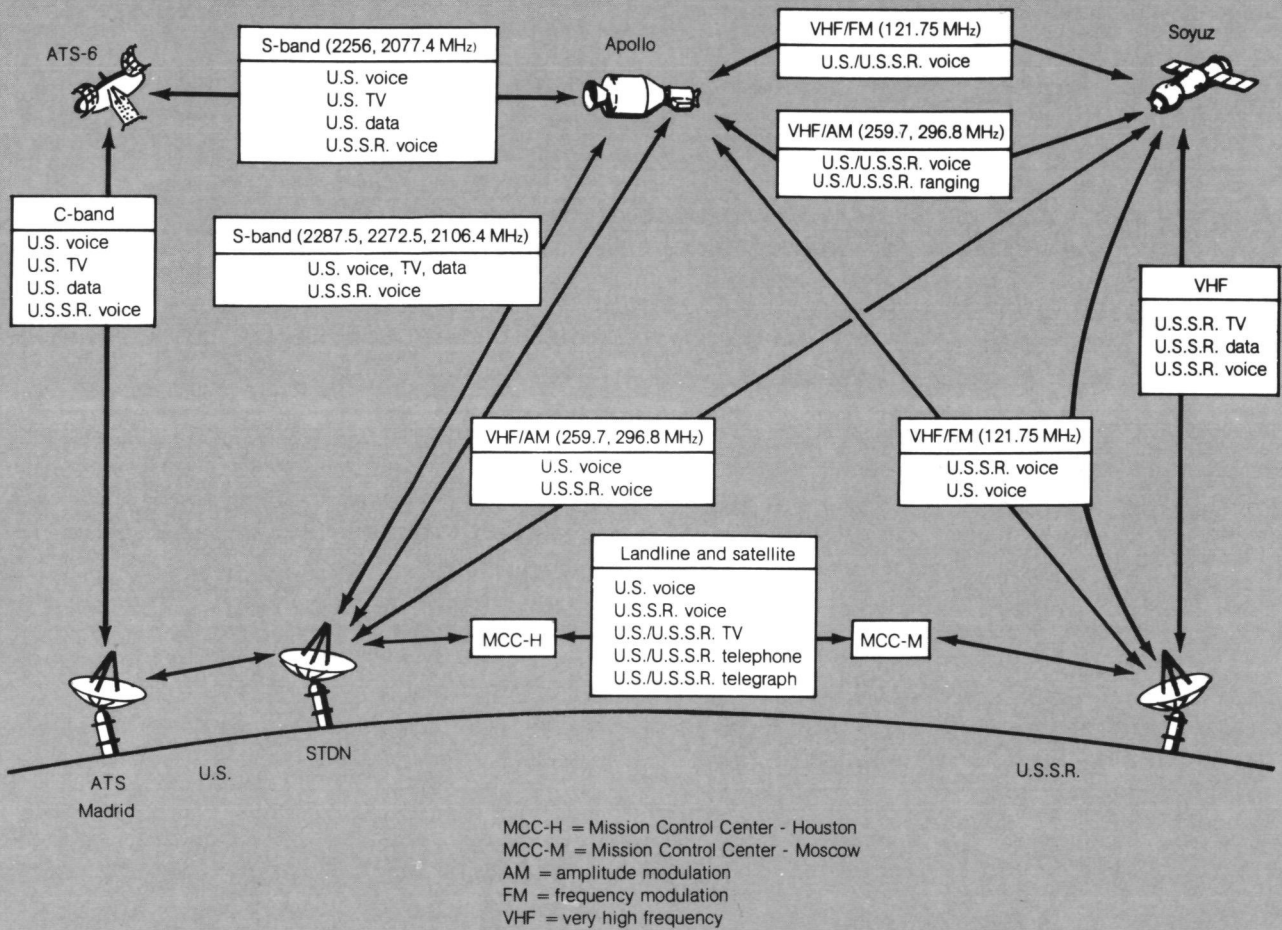 ATS-6
S-band (2256, 2077.4 MHz)
U.S. voice
U.S. TV
U.S. data
U.S.S.R. voice
Apollo
VHF/FM (121.75 MHz)
U.S./U.S.S.R. voice
Soyuz
VHF/AM (259.7, 296.8 MHz)
U.S./U.S.S.R. voice
U.S./U.S.S.R. ranging
C-band
U.S. voice
U.S. TV
U.S. data
U.S.S.R. voice
S-band (2287.5, 2272.5, 2106.4 MHz)
U.S. voice, TV, data
U.S.S.R. voice
VHF
U.S.S.R. TV
U.S.S.R. data
U.S.S.R. voice
VHF/AM (259.7, 296.8 MHz)
U.S. voice
U.S.S.R. voice
VHF/FM (121.75 MHz)
U.S.S.R. voice
U.S. voice
Landline and satellite
U.S. voice
U.S.S.R. voice
U.S./U.S.S.R. TV
U.S./U.S.S.R. telephone
U.S./U.S.S.R. telegraph
MCC-H
MCC-M
ATS
Madrid
U.S.
STDN
U.S.S.R.
MCC-H = Mission Control Center - Houston
MCC-M = Mission Control Center - Moscow
AM = amplitude modulation
FM = frequency modulation
VHF = very high frequency